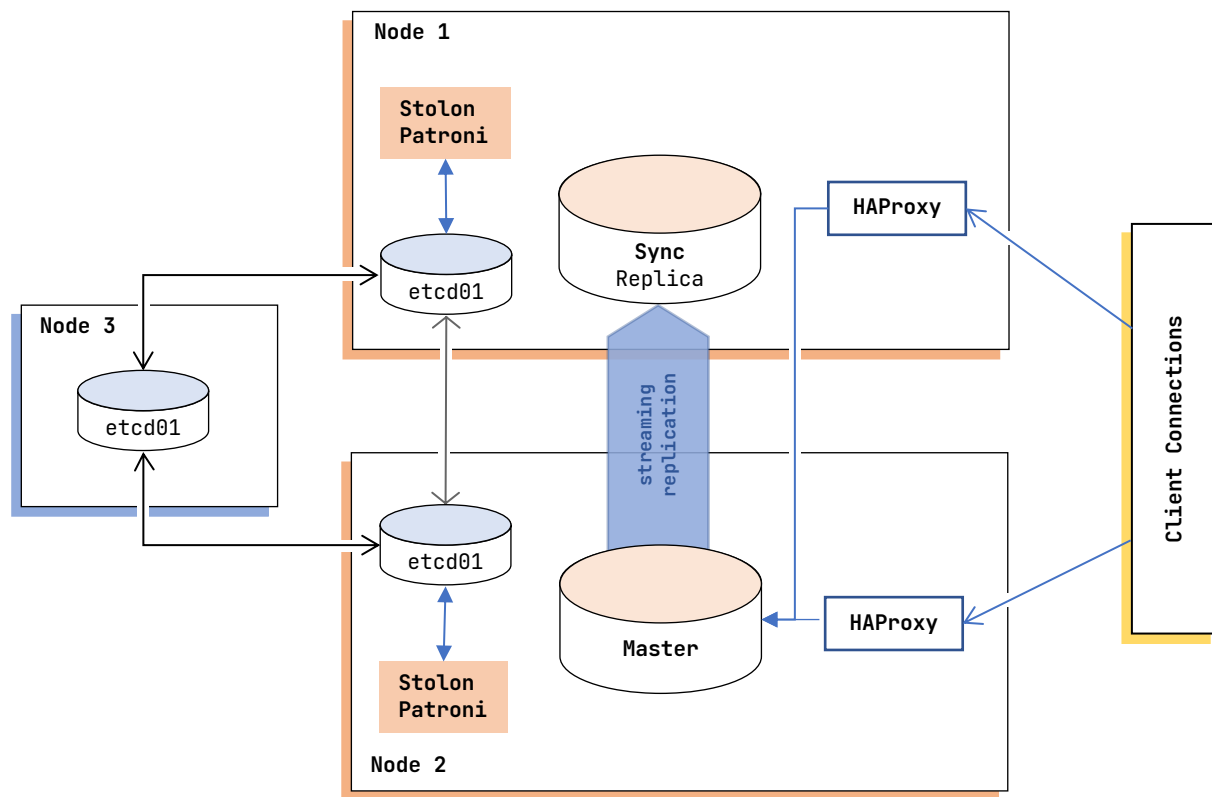 Node 1
Stolon
Patroni
HAProxy
Sync
Replica
etcd01
Node 3
etcd01
streaming
replication
Client Connections
etcd01
HAProxy
Master
Stolon
Patroni
Node 2